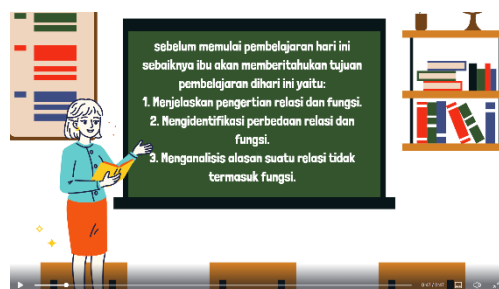 sebelum memulai pembelajaran hari ini
sebaiknya ibu akan memberitahukan tujuan
pembelajaran dihari ini yaitu:
1. Menjelaskan pengertian relasi dan fungsi.
2. Mengidentifikasi perbedaan relasi dan
fungsi.
3. Menganalisis alasan suatu relasi tidak
termasuk fungsi.